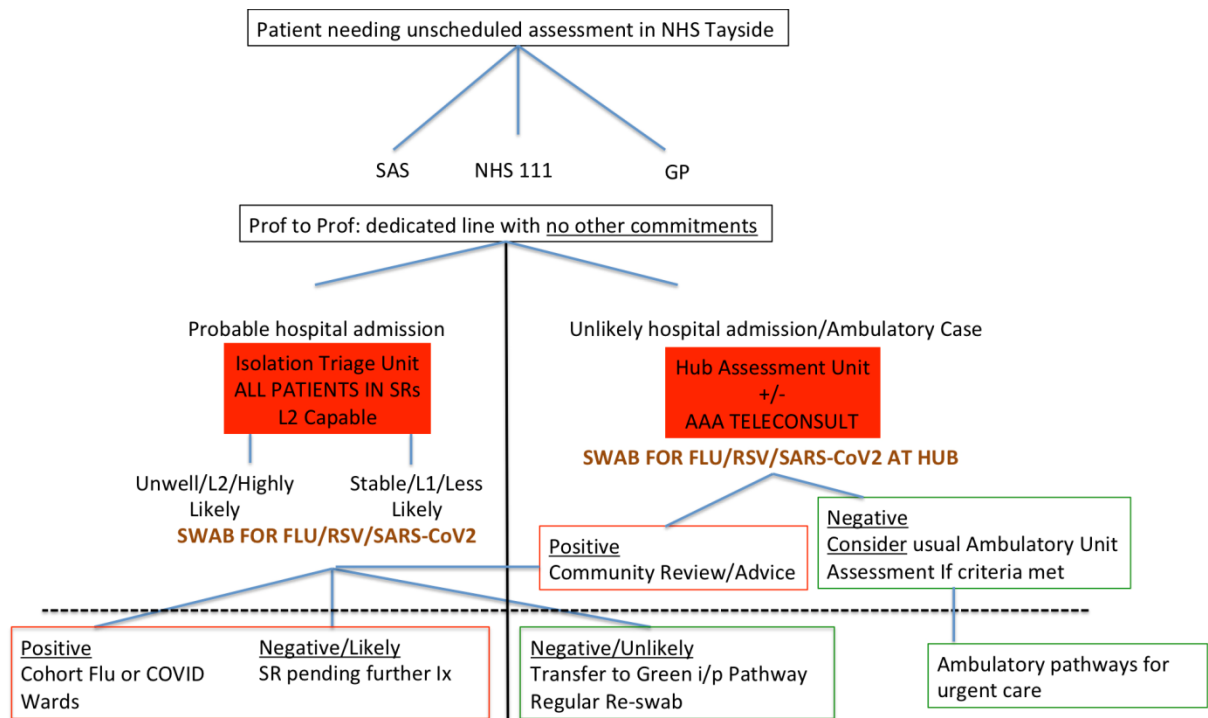 Patient needing unscheduled assessment in NHS Tayside
SAS
NHS 111
GP
Prof to Prof: dedicated line with no other commitments
Probable hospital admission
Isolation Triage Unit
ALL PATIENTS IN SRs
L2 Capable
Unwell/L2/Highly
Likely
Stable/L1/Less
Likely
SWAB FOR FLU/RSV/SARS-CoV2
Unlikely hospital admission/Ambulatory Case
Hub Assessment Unit
+/-
AAA TELECONSULT
SWAB FOR FLU/RSV/SARS-CoV2 AT HUB
Positive
Community Review/Advice
Negative
Consider usual Ambulatory Unit
Assessment If criteria met
Positive
Cohort Flu or COVID
Wards
Negative/Likely
SR pending further Ix
Negative/Unlikely
Transfer to Green i/p Pathway
Regular Re-swab
Ambulatory pathways for
urgent care